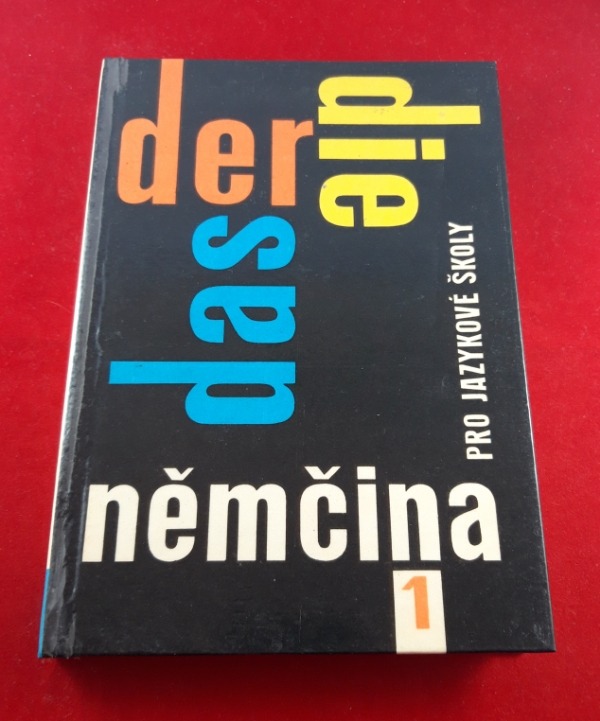 der
die
das
němčina
PRO JAZYKOVÉ ŠKOLY
1